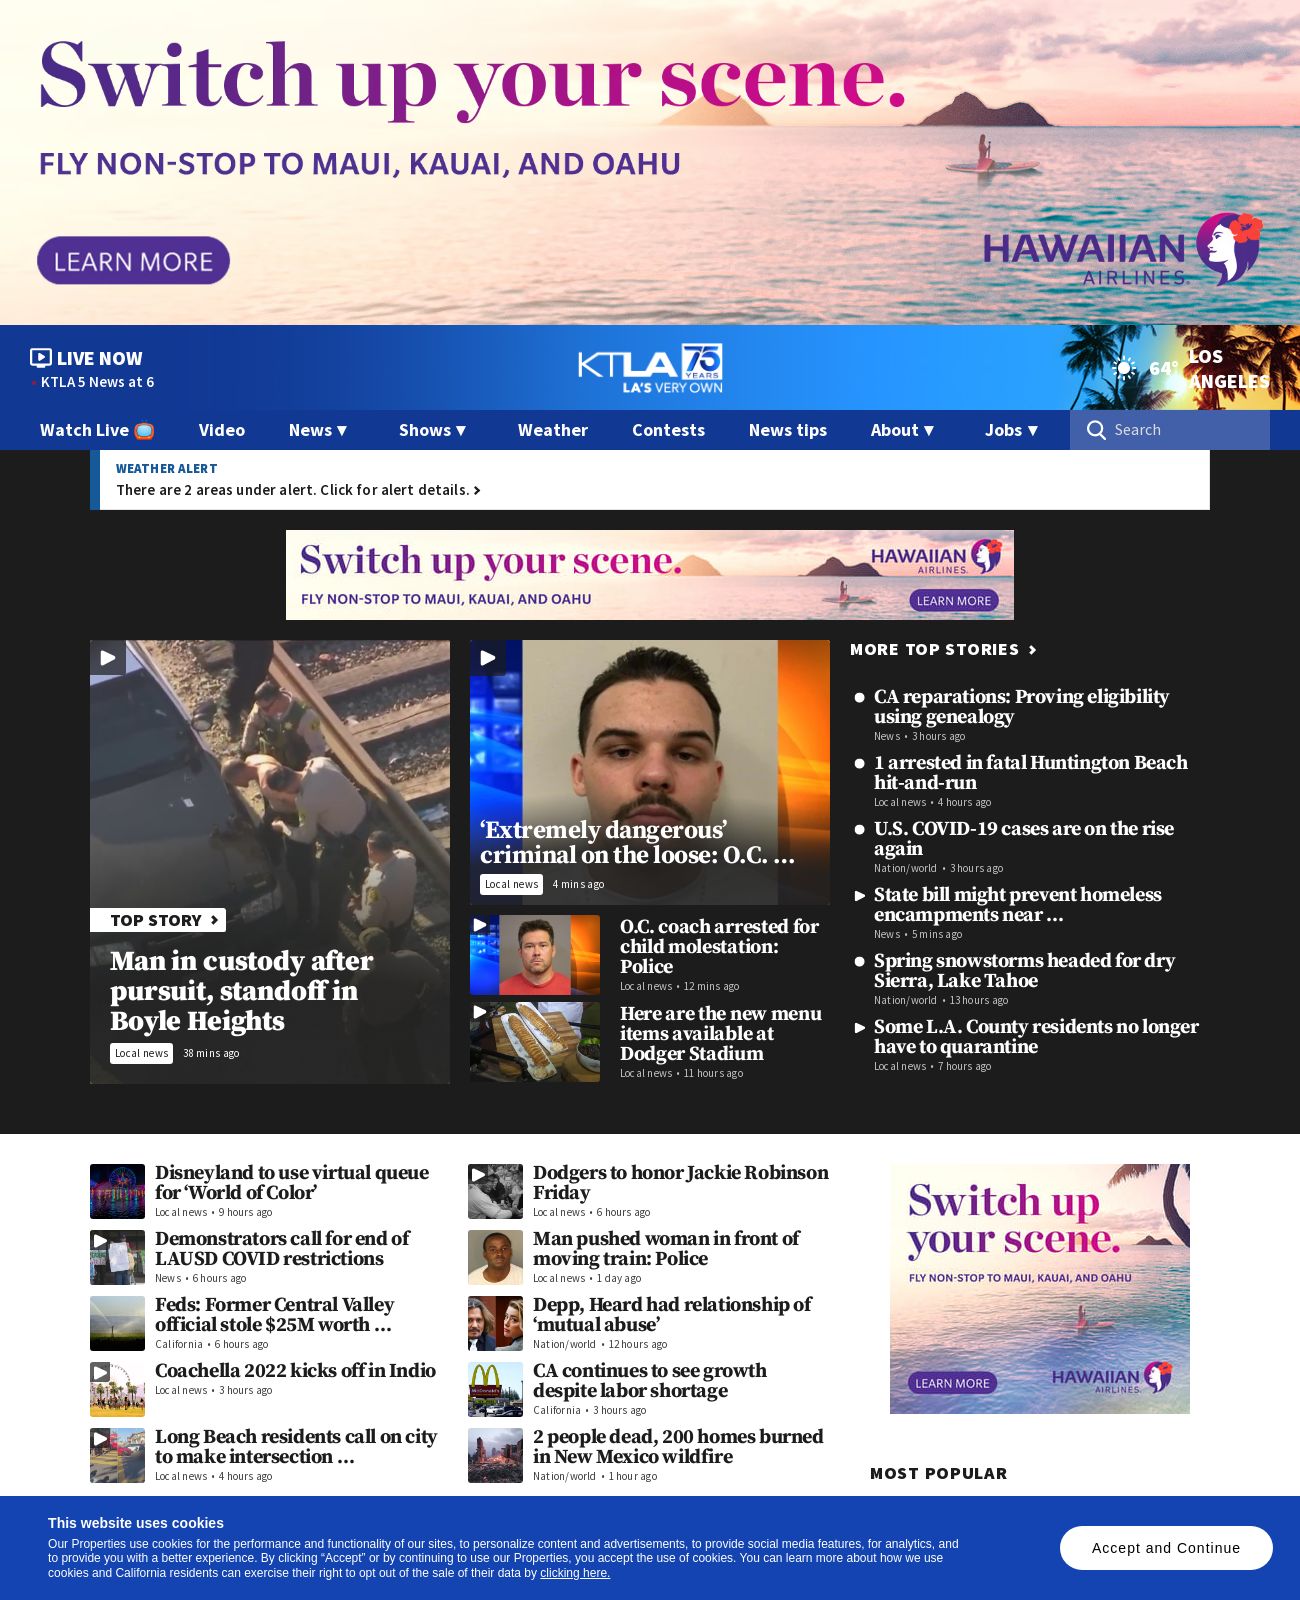 Switch up your scene.
FLY NON-STOP TO MAUI, KAUAI, AND OAHU
LEARN MORE
HAWAIIAN
AIRLINES.
LIVE NOW
KTLA 5 News at 6
KTLA 75
YEARS
LA'S VERY OWN
64°
LOS
ANGELES
Watch Live
Video
News ▾
Shows ▾
Weather
Contests
News tips
About ▾
Jobs ▾
Search
WEATHER ALERT
There are 2 areas under alert. Click for alert details.
Switch up your scene.
FLY NON-STOP TO MAUI, KAUAI, AND OAHU
HAWAIIAN
AIRLINES.
LEARN MORE
TOP STORY
Man in custody after
pursuit, standoff in
Boyle Heights
Local news
38 mins ago
‘Extremely dangerous’
criminal on the loose: O.C. …
Local news
4 mins ago
O.C. coach arrested for
child molestation:
Police
Local news • 12 mins ago
Here are the new menu
items available at
Dodger Stadium
Local news • 11 hours ago
MORE TOP STORIES
CA reparations: Proving eligibility
using genealogy
News • 3 hours ago
1 arrested in fatal Huntington Beach
hit-and-run
Local news • 4 hours ago
U.S. COVID-19 cases are on the rise
again
Nation/world • 3 hours ago
State bill might prevent homeless
encampments near …
News • 5 mins ago
Spring snowstorms headed for dry
Sierra, Lake Tahoe
Nation/world • 13 hours ago
Some L.A. County residents no longer
have to quarantine
Local news • 7 hours ago
Disneyland to use virtual queue
for ‘World of Color’
Local news • 9 hours ago
Demonstrators call for end of
LAUSD COVID restrictions
News • 6 hours ago
Feds: Former Central Valley
official stole $25M worth …
California • 6 hours ago
Coachella 2022 kicks off in Indio
Local news • 3 hours ago
Long Beach residents call on city
to make intersection …
Local news • 4 hours ago
Dodgers to honor Jackie Robinson
Friday
Local news • 6 hours ago
Man pushed woman in front of
moving train: Police
Local news • 1 day ago
Depp, Heard had relationship of
‘mutual abuse’
Nation/world • 12 hours ago
McDonald's
CA continues to see growth
despite labor shortage
California • 3 hours ago
2 people dead, 200 homes burned
in New Mexico wildfire
Nation/world • 1 hour ago
Switch up
your scene.
FLY NON-STOP TO MAUI, KAUAI, AND OAHU
LEARN MORE
HAWAIIAN
AIRLINES.
MOST POPULAR
This website uses cookies
Our Properties use cookies for the performance and functionality of our sites, to personalize content and advertisements, to provide social media features, for analytics, and
to provide you with a better experience. By clicking “Accept” or by continuing to use our Properties, you accept the use of cookies. You can learn more about how we use
cookies and California residents can exercise their right to opt out of the sale of their data by clicking here.
Accept and Continue